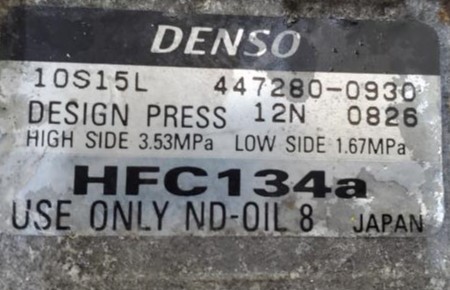 DENSO
10S15L 447280-0930
DESIGN PRESS 12N 0826
HIGH SIDE 3.53MPa LOW SIDE 1.67MPa
HFC134a
USE ONLY ND-OIL 8 JAPAN